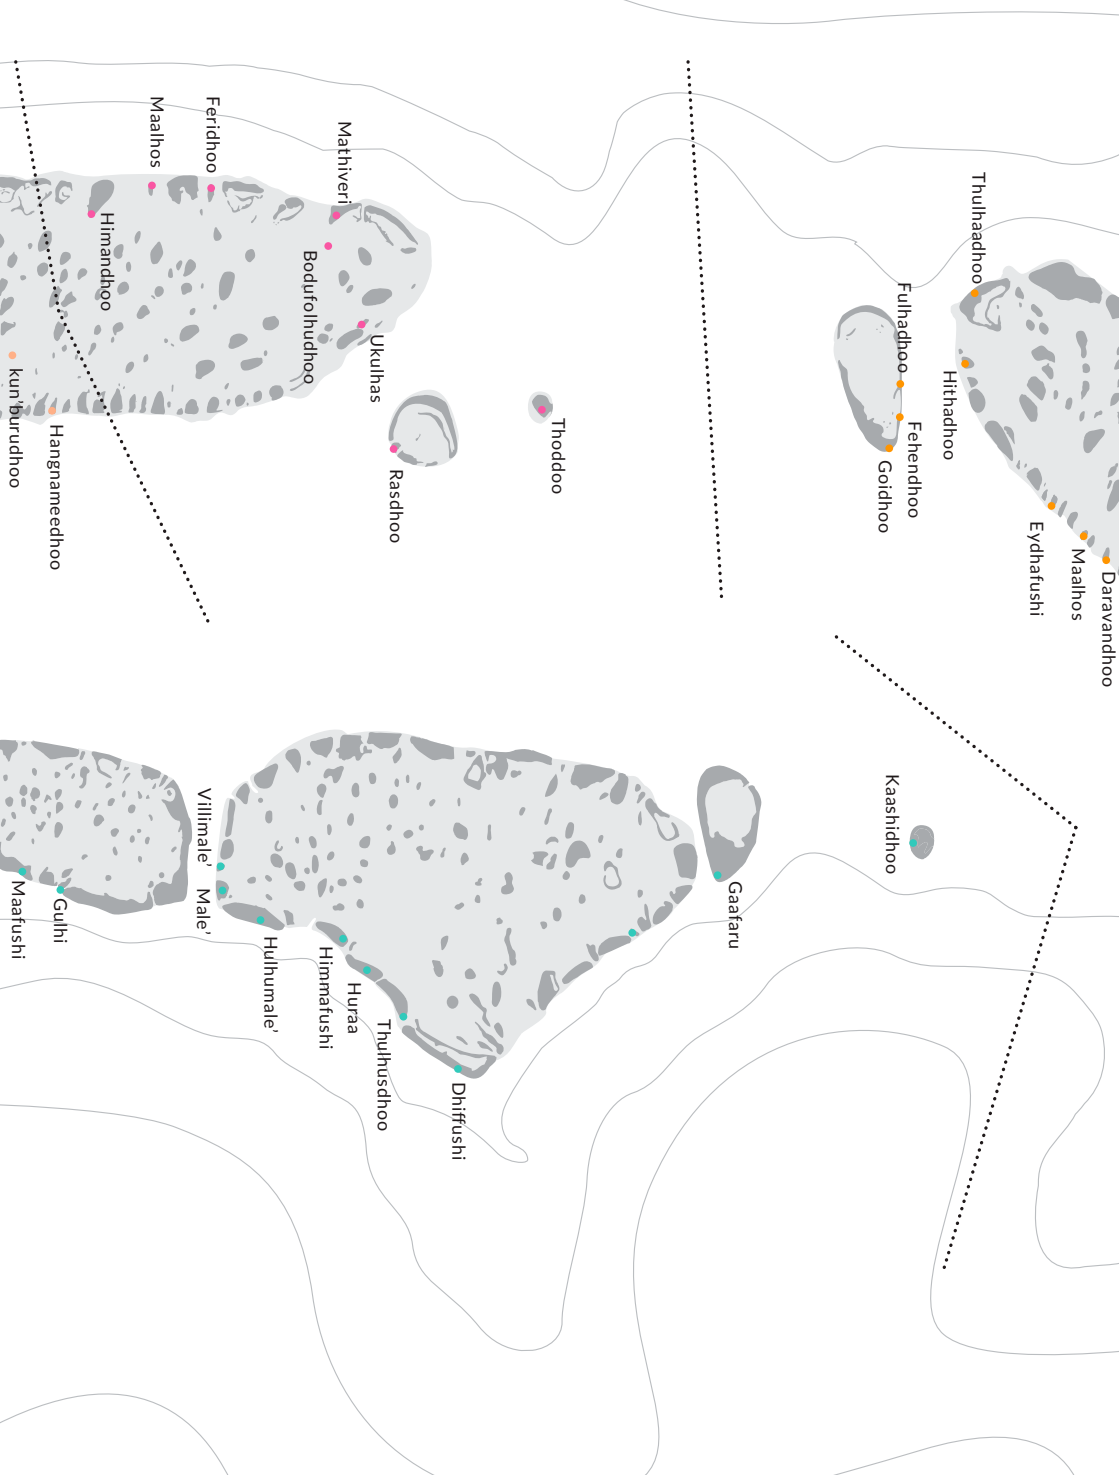 Thulhaadhoo
Hithadhoo
Eydhafushi
Maalhos
Daravandhoo
Fulhadhoo
Fehendhoo
Goidhoo
Thoddoo
Rasdhoo
Ukulhas
Mathiveri
Bodufolhudhoo
Feridhoo
Maalhos
Himandhoo
Hangnameedhoo
kun'burudhoo
Kaashidhoo
Gaafaru
Dhiffushi
Thulhusdhoo
Huraa
Himmafushi
Hulhumale’
Male’
Villimale’
Gulhi
Maafushi